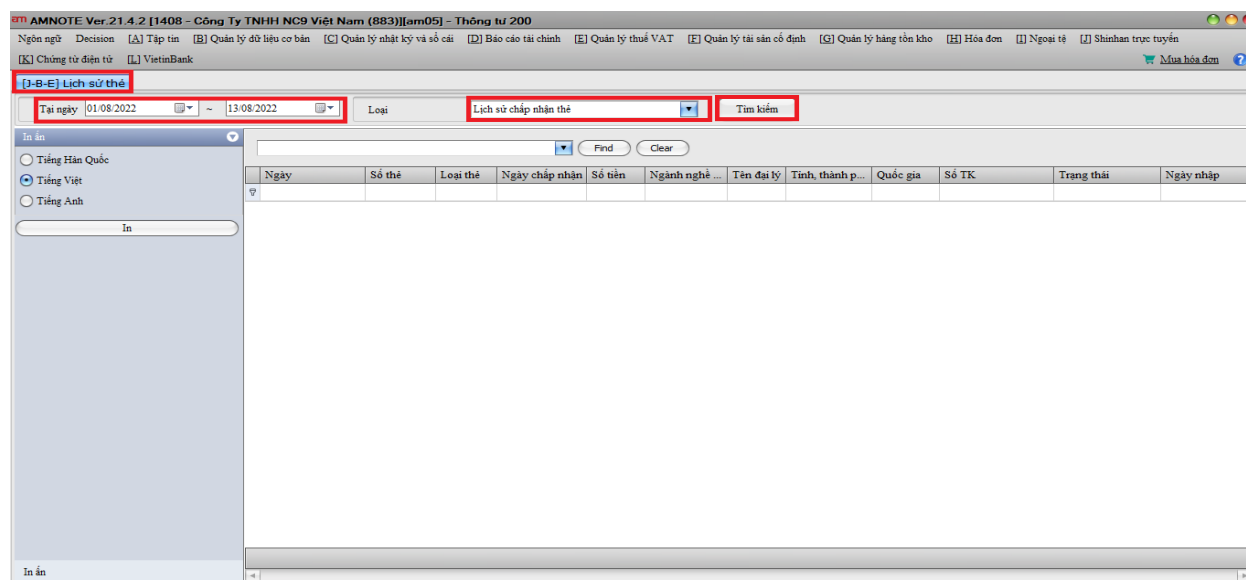 am AMNOTE Ver.21.4.2 [1408 - Công Ty TNHH NC9 Việt Nam (883)][am05] - Thông tư 200
Ngôn ngữ Decision [A] Tập tin [B] Quản lý dữ liệu cơ bản [C] Quản lý nhật ký và sổ cái [D] Báo cáo tài chính [E] Quản lý thuế VAT [F] Quản lý tài sản cố định [G] Quản lý hàng tồn kho [H] Hóa đơn [I] Ngoại tệ [J] Shinhan trực tuyến
[K] Chứng từ điện tử [L] VietinBank Mua hóa đơn ?
[J-B-E] Lịch sử thẻ
Tại ngày 01/08/2022 ~ 13/08/2022 Loại Lịch sử chấp nhận thẻ Tìm kiếm
In ấn
Find Clear
Tiếng Hàn Quốc
Ngày Số thẻ Loại thẻ Ngày chấp nhận Số tiền Ngành nghề ... Tên đại lý Tỉnh, thành p... Quốc gia Số TK Trạng thái Ngày nhập
Tiếng Việt
Tiếng Anh
In
In ấn